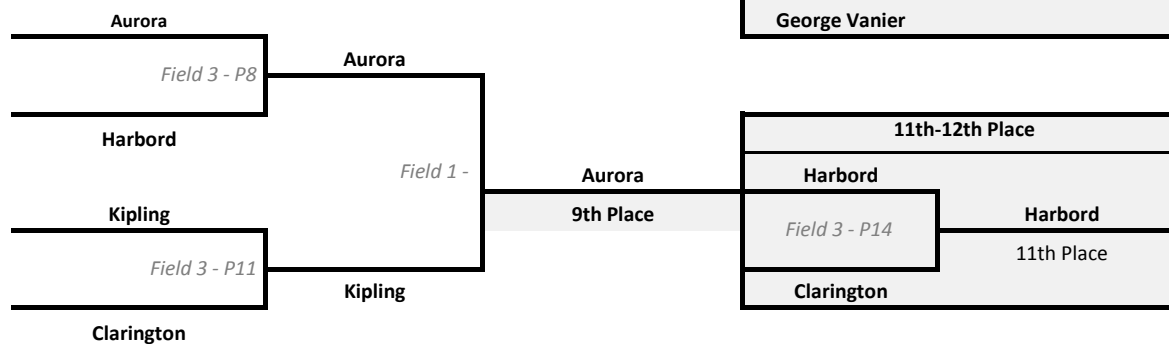 Aurora
George Vanier
Field 3 - P8
Aurora
Harbord
11th-12th Place
Field 1 -
Aurora
Harbord
Kipling
9th Place
Field 3 - P14
Harbord
Field 3 - P11
11th Place
Kipling
Clarington
Clarington